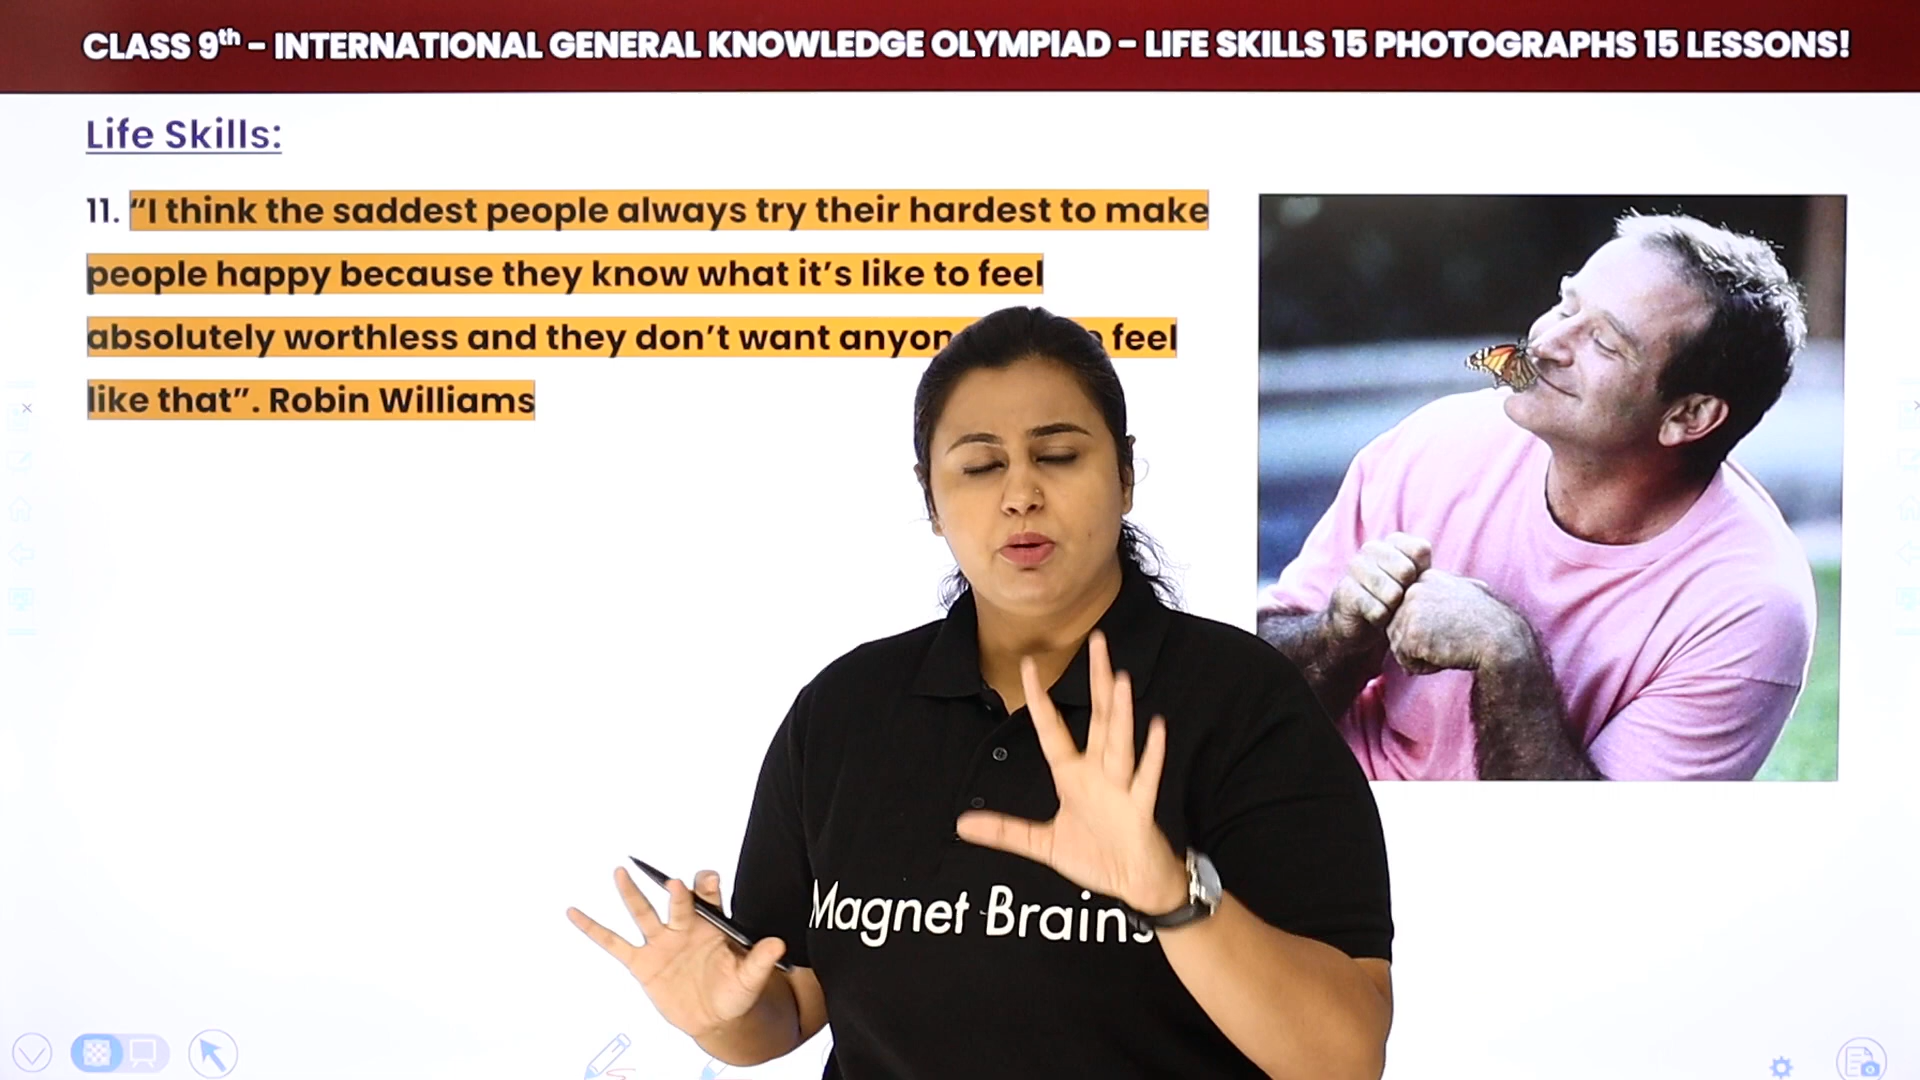 CLASS 9th – INTERNATIONAL GENERAL KNOWLEDGE OLYMPIAD – LIFE SKILLS 15 PHOTOGRAPHS 15 LESSONS!
Life Skills:
11. “I think the saddest people always try their hardest to make
people happy because they know what it’s like to feel
absolutely worthless and they don’t want feel
like that”. Robin Williams
Magnet Brains